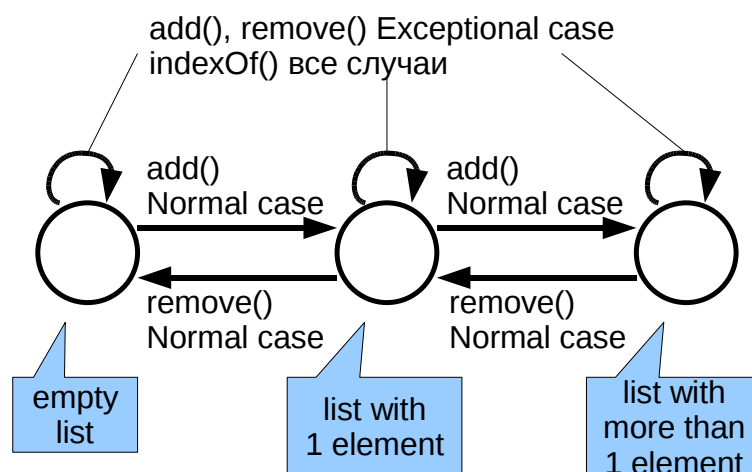 add(), remove() Exceptional case
indexOf() все случаи
add()
Normal case
add()
Normal case
remove()
Normal case
remove()
Normal case
empty
list
list with
1 element
list with
more than
1 element